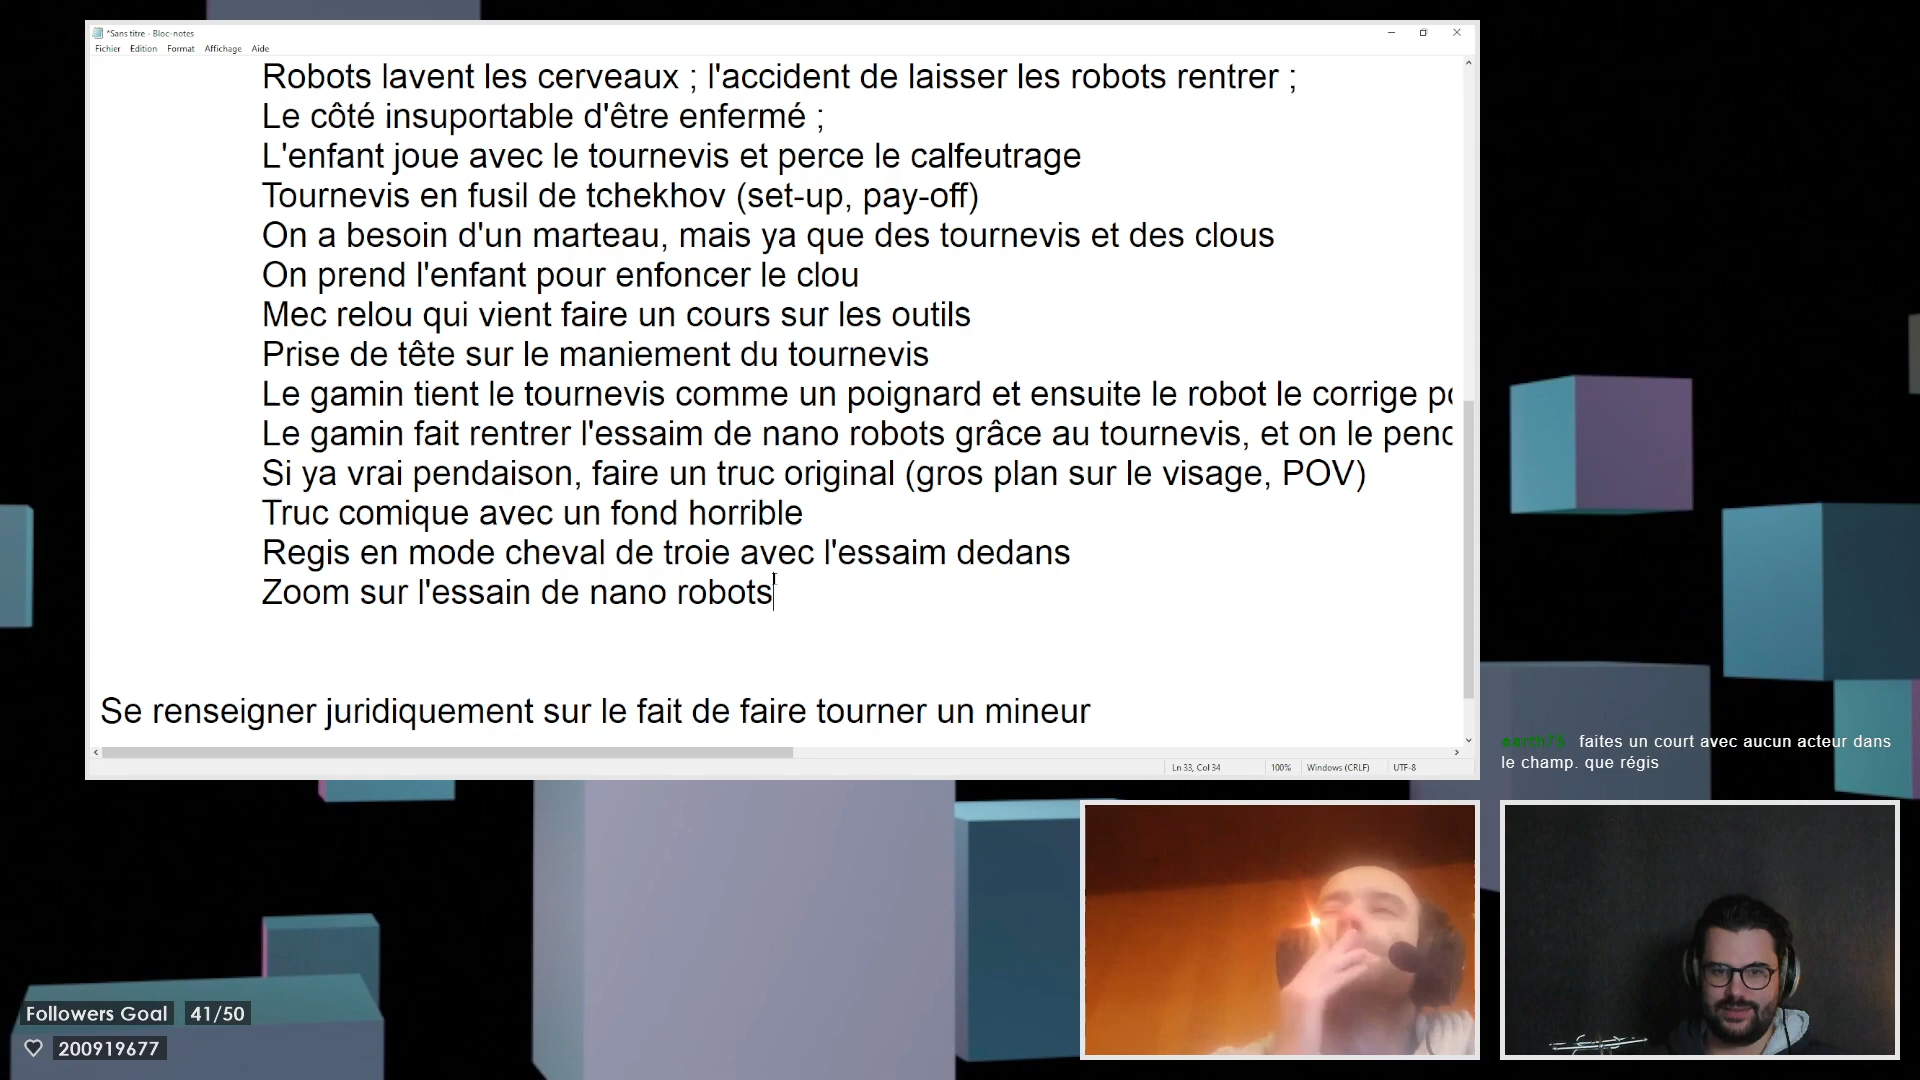 *Sans titre - Bloc-notes
Fichier Edition Format Affichage Aide
Robots lavent les cerveaux ; l'accident de laisser les robots rentrer ;
Le côté insuportable d'être enfermé ;
L'enfant joue avec le tournevis et perce le calfeutrage
Tournevis en fusil de tchekhov (set-up, pay-off)
On a besoin d'un marteau, mais ya que des tournevis et des clous
On prend l'enfant pour enfoncer le clou
Mec relou qui vient faire un cours sur les outils
Prise de tête sur le maniement du tournevis
Le gamin tient le tournevis comme un poignard et ensuite le robot le corrige
Le gamin fait rentrer l'essaim de nano robots grâce au tournevis, et on le
Si ya vrai pendaison, faire un truc original (gros plan sur le visage, POV)
Truc comique avec un fond horrible
Regis en mode cheval de troie avec l'essaim dedans
Zoom sur l'essain de nano robots
Se renseigner juridiquement sur le fait de faire tourner un mineur
Ln 33, Col 34 100% Windows (CRLF) UTF-8
faites un court avec aucun acteur dans
le champ. que régis
Followers Goal 41/50
200919677